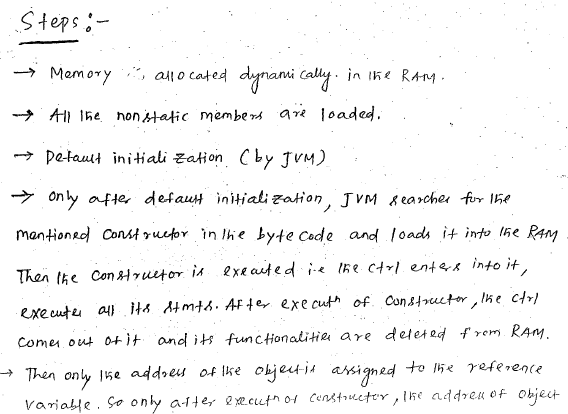 Steps :-
→ Memory is allocated dynamically in the RAM.
→ All the nonstatic members are loaded.
→ Default initialization (by JVM)
→ Only after default initialization, JVM searches for the
mentioned constructor in the byte code and loads it into the RAM
Then the constructor is executed i.e the ctrl enters into it,
executes all its stmts. After executn of constructor, the ctrl
comes out of it and its functionalities are deleted from RAM.
→ Then only the address of the object is assigned to the reference
variable. So only after executn of constructor, the address of object